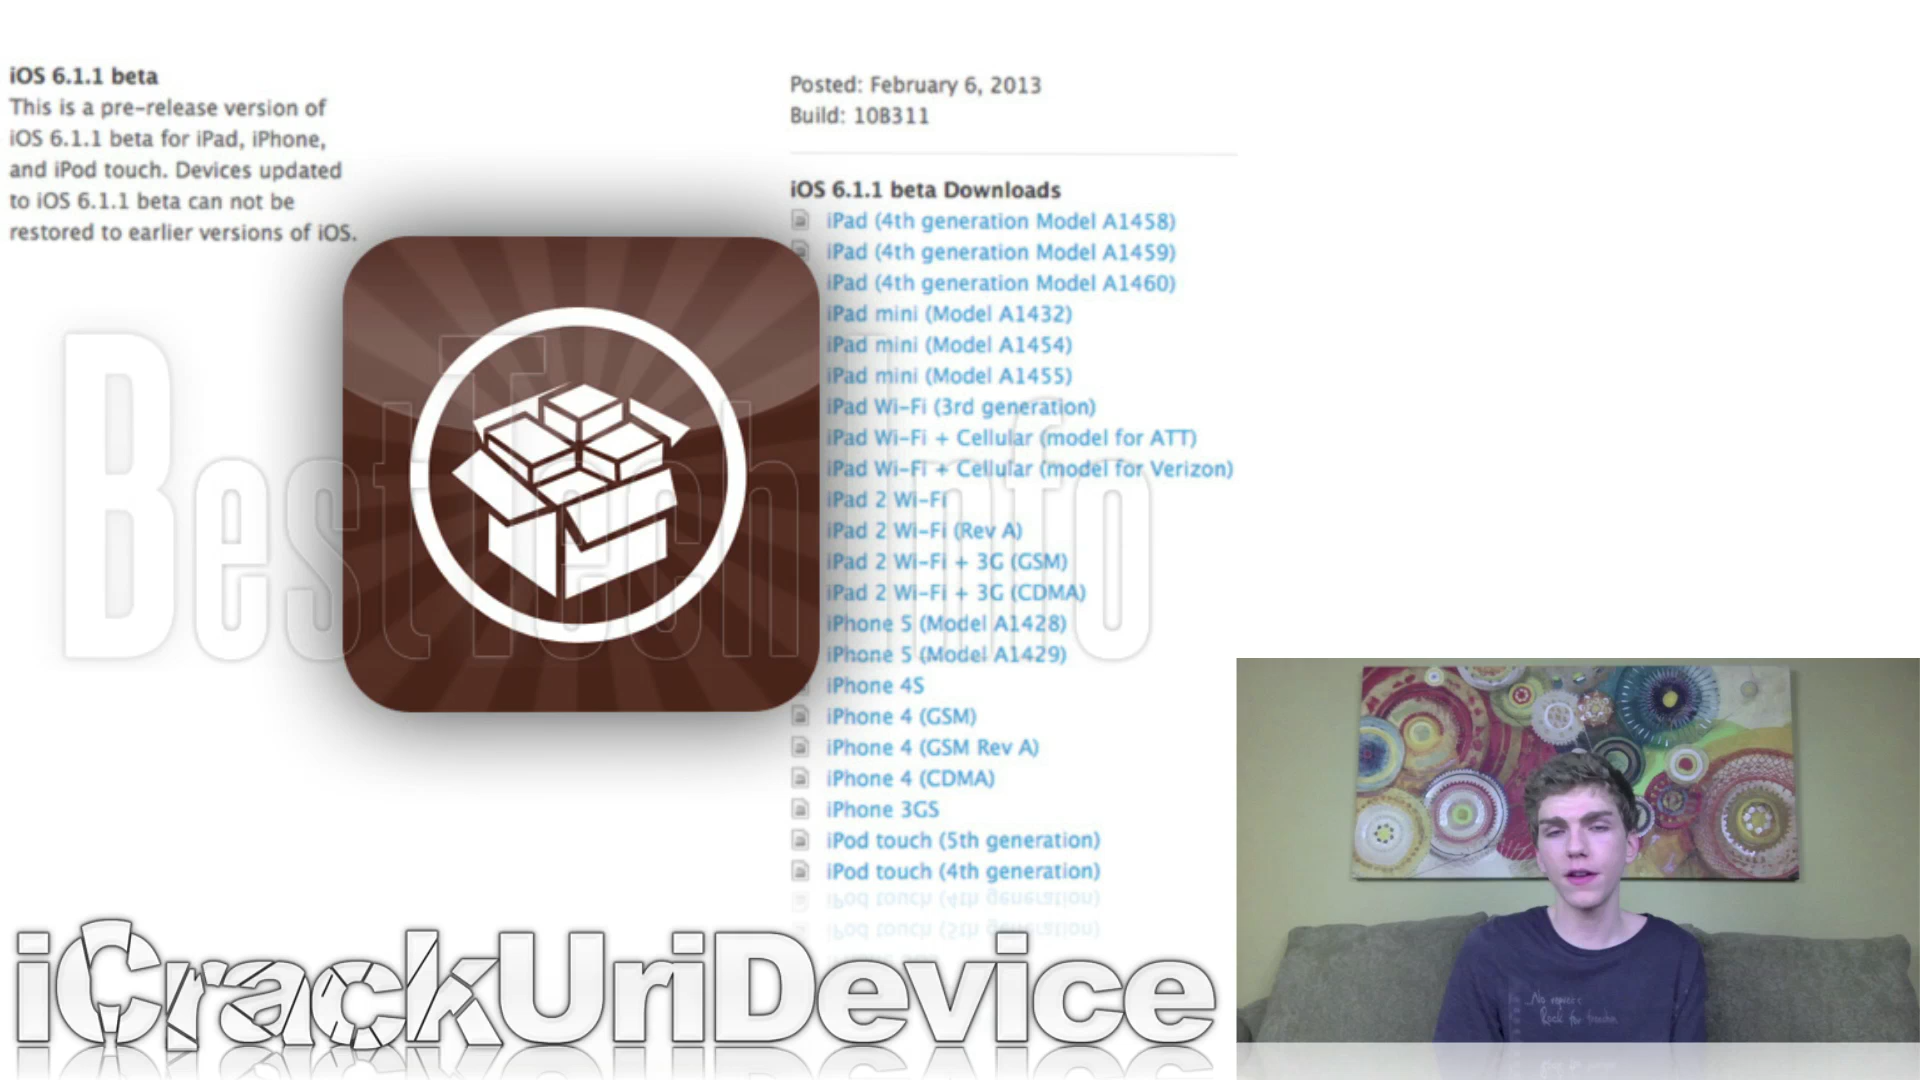 iOS 6.1.1 beta
This is a pre-release version of
iOS 6.1.1 beta for iPad, iPhone,
and iPod touch. Devices updated
to iOS 6.1.1 beta can not be
restored to earlier versions of iOS.
Posted: February 6, 2013
Build: 10B311
iOS 6.1.1 beta Downloads
iPad (4th generation Model A1458)
iPad (4th generation Model A1459)
iPad (4th generation Model A1460)
iPad mini (Model A1432)
iPad mini (Model A1454)
iPad mini (Model A1455)
iPad Wi-Fi (3rd generation)
iPad Wi-Fi + Cellular (model for ATT)
iPad Wi-Fi + Cellular (model for Verizon)
iPad 2 Wi-Fi
iPad 2 Wi-Fi (Rev A)
iPad 2 Wi-Fi + 3G (GSM)
iPad 2 Wi-Fi + 3G (CDMA)
iPhone 5 (Model A1428)
iPhone 5 (Model A1429)
iPhone 4S
iPhone 4 (GSM)
iPhone 4 (GSM Rev A)
iPhone 4 (CDMA)
iPhone 3GS
iPod touch (5th generation)
iPod touch (4th generation)
BestTechInfo
iCrackUriDevice